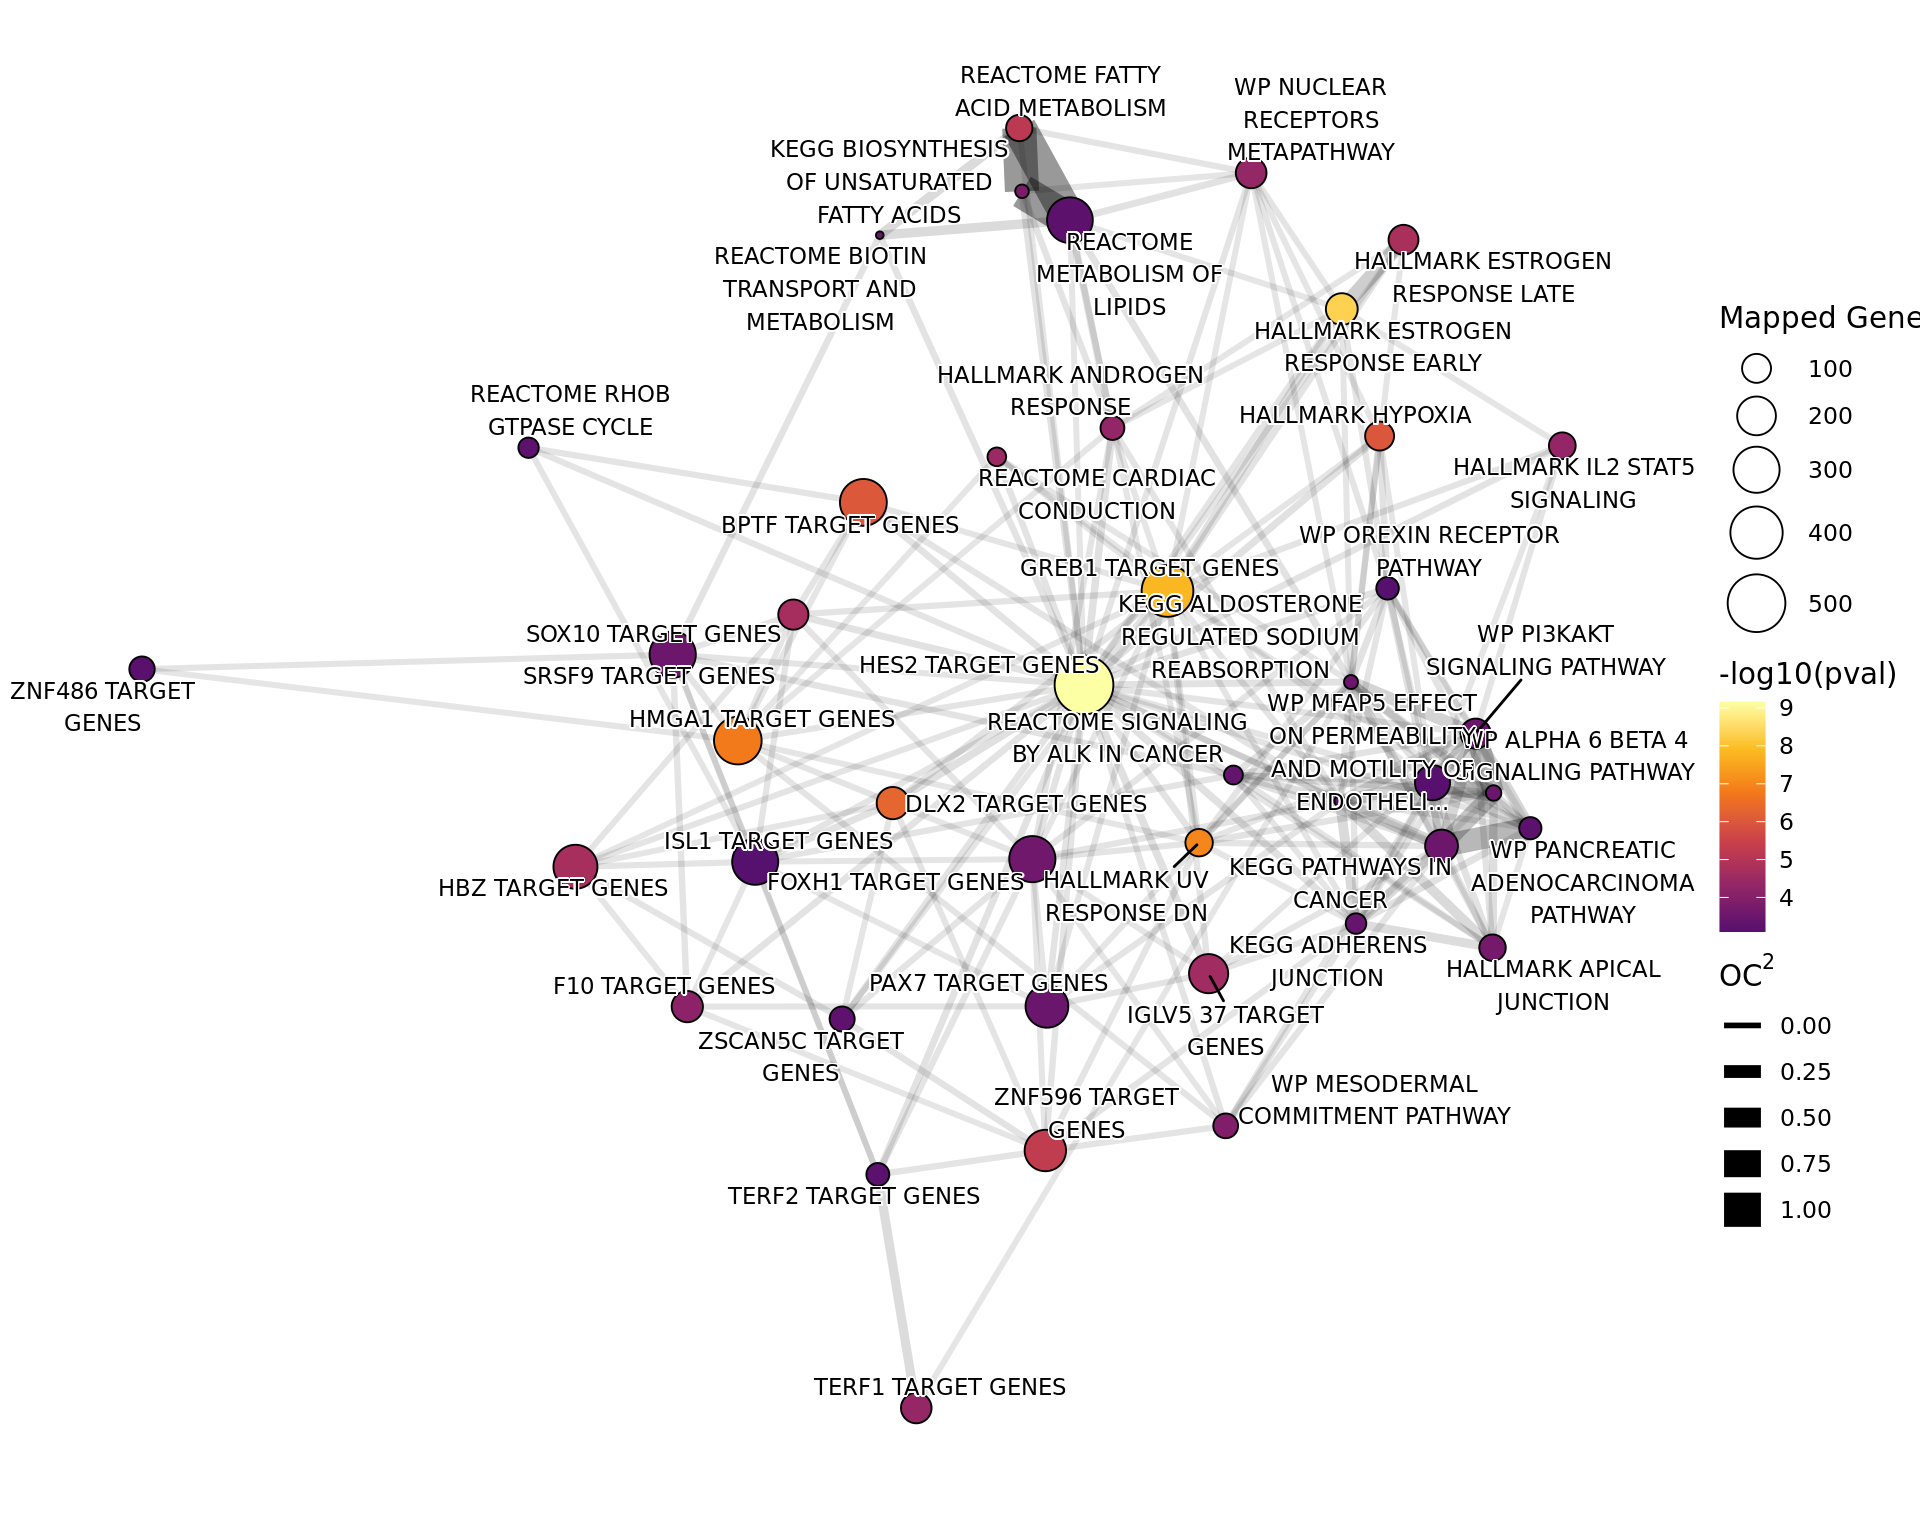 REACTOME FATTY
ACID METABOLISM
WP NUCLEAR
RECEPTORS
METAPATHWAY
KEGG BIOSYNTHESIS
OF UNSATURATED
FATTY ACIDS
REACTOME
METABOLISM OF
LIPIDS
REACTOME BIOTIN
TRANSPORT AND
METABOLISM
HALLMARK ESTROGEN
RESPONSE LATE
HALLMARK ESTROGEN
RESPONSE EARLY
HALLMARK ANDROGEN
RESPONSE
REACTOME RHOB
GTPASE CYCLE
HALLMARK HYPOXIA
HALLMARK IL2 STAT5
SIGNALING
REACTOME CARDIAC
CONDUCTION
BPTF TARGET GENES
WP OREXIN RECEPTOR
PATHWAY
GREB1 TARGET GENES
KEGG ALDOSTERONE
REGULATED SODIUM
REABSORPTION
SOX10 TARGET GENES
SRSF9 TARGET GENES
WP PI3KAKT
SIGNALING PATHWAY
HES2 TARGET GENES
ZNF486 TARGET
GENES
HMGA1 TARGET GENES
REACTOME SIGNALING
BY ALK IN CANCER
WP MFAP5 EFFECT
ON PERMEABILITY
AND MOTILITY OF
ENDOTHELI...
WP ALPHA 6 BETA 4
SIGNALING PATHWAY
DLX2 TARGET GENES
ISL1 TARGET GENES
FOXH1 TARGET GENES
HBZ TARGET GENES
HALLMARK UV
RESPONSE DN
KEGG PATHWAYS IN
CANCER
WP PANCREATIC
ADENOCARCINOMA
PATHWAY
KEGG ADHERENS
JUNCTION
HALLMARK APICAL
JUNCTION
F10 TARGET GENES
PAX7 TARGET GENES
IGLV5 37 TARGET
GENES
ZSCAN5C TARGET
GENES
ZNF596 TARGET
GENES
WP MESODERMAL
COMMITMENT PATHWAY
TERF2 TARGET GENES
TERF1 TARGET GENES
Mapped Gene
100
200
300
400
500
-log10(pval)
9
8
7
6
5
4
OC²
0.00
0.25
0.50
0.75
1.00